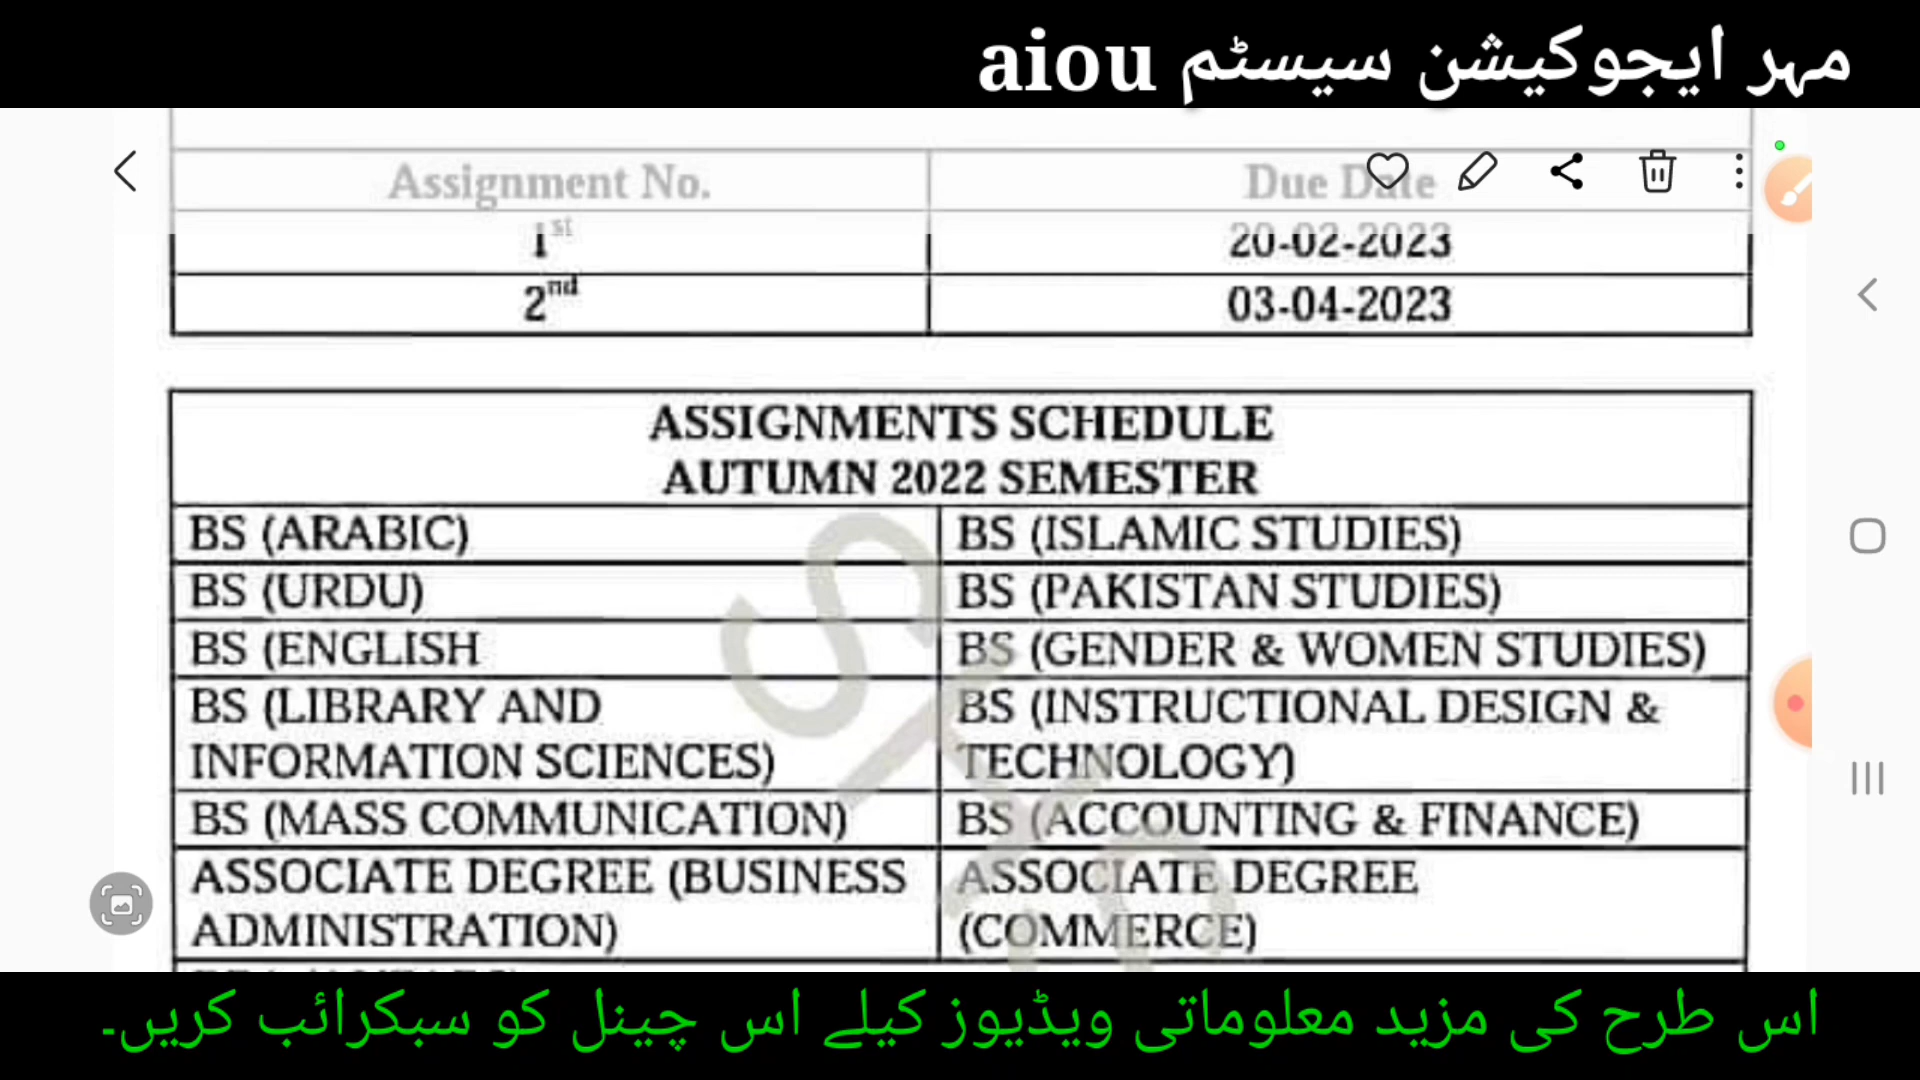 مہر ایجوکیشن سیسٹم aiou
Assignment No. Due Date
1st 20-02-2023
2nd 03-04-2023
ASSIGNMENTS SCHEDULE
AUTUMN 2022 SEMESTER
BS (ARABIC) BS (ISLAMIC STUDIES)
BS (URDU) BS (PAKISTAN STUDIES)
BS (ENGLISH BS (GENDER & WOMEN STUDIES)
BS (LIBRARY AND
INFORMATION SCIENCES)
BS (INSTRUCTIONAL DESIGN &
TECHNOLOGY)
BS (MASS COMMUNICATION) BS (ACCOUNTING & FINANCE)
ASSOCIATE DEGREE (BUSINESS
ADMINISTRATION)
ASSOCIATE DEGREE
(COMMERCE)
اس طرح کی مزید معلوماتی ویڈیوز کیلے اس چینل کو سبکرائب کریں۔